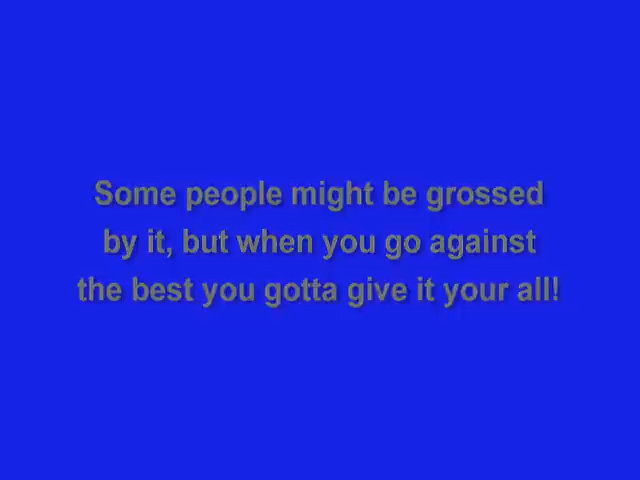 Some people might be grossed
by it, but when you go against
the best you gotta give it your all!